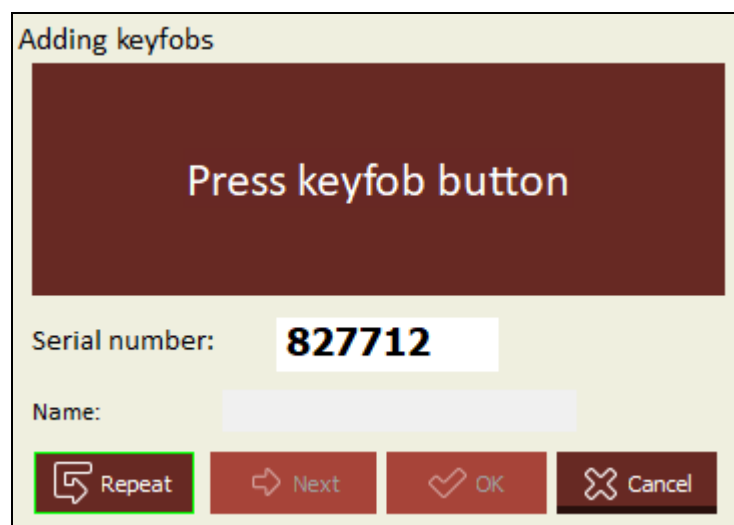 Adding keyfobs
Press keyfob button
Serial number: 827712
Name:
Repeat Next OK Cancel